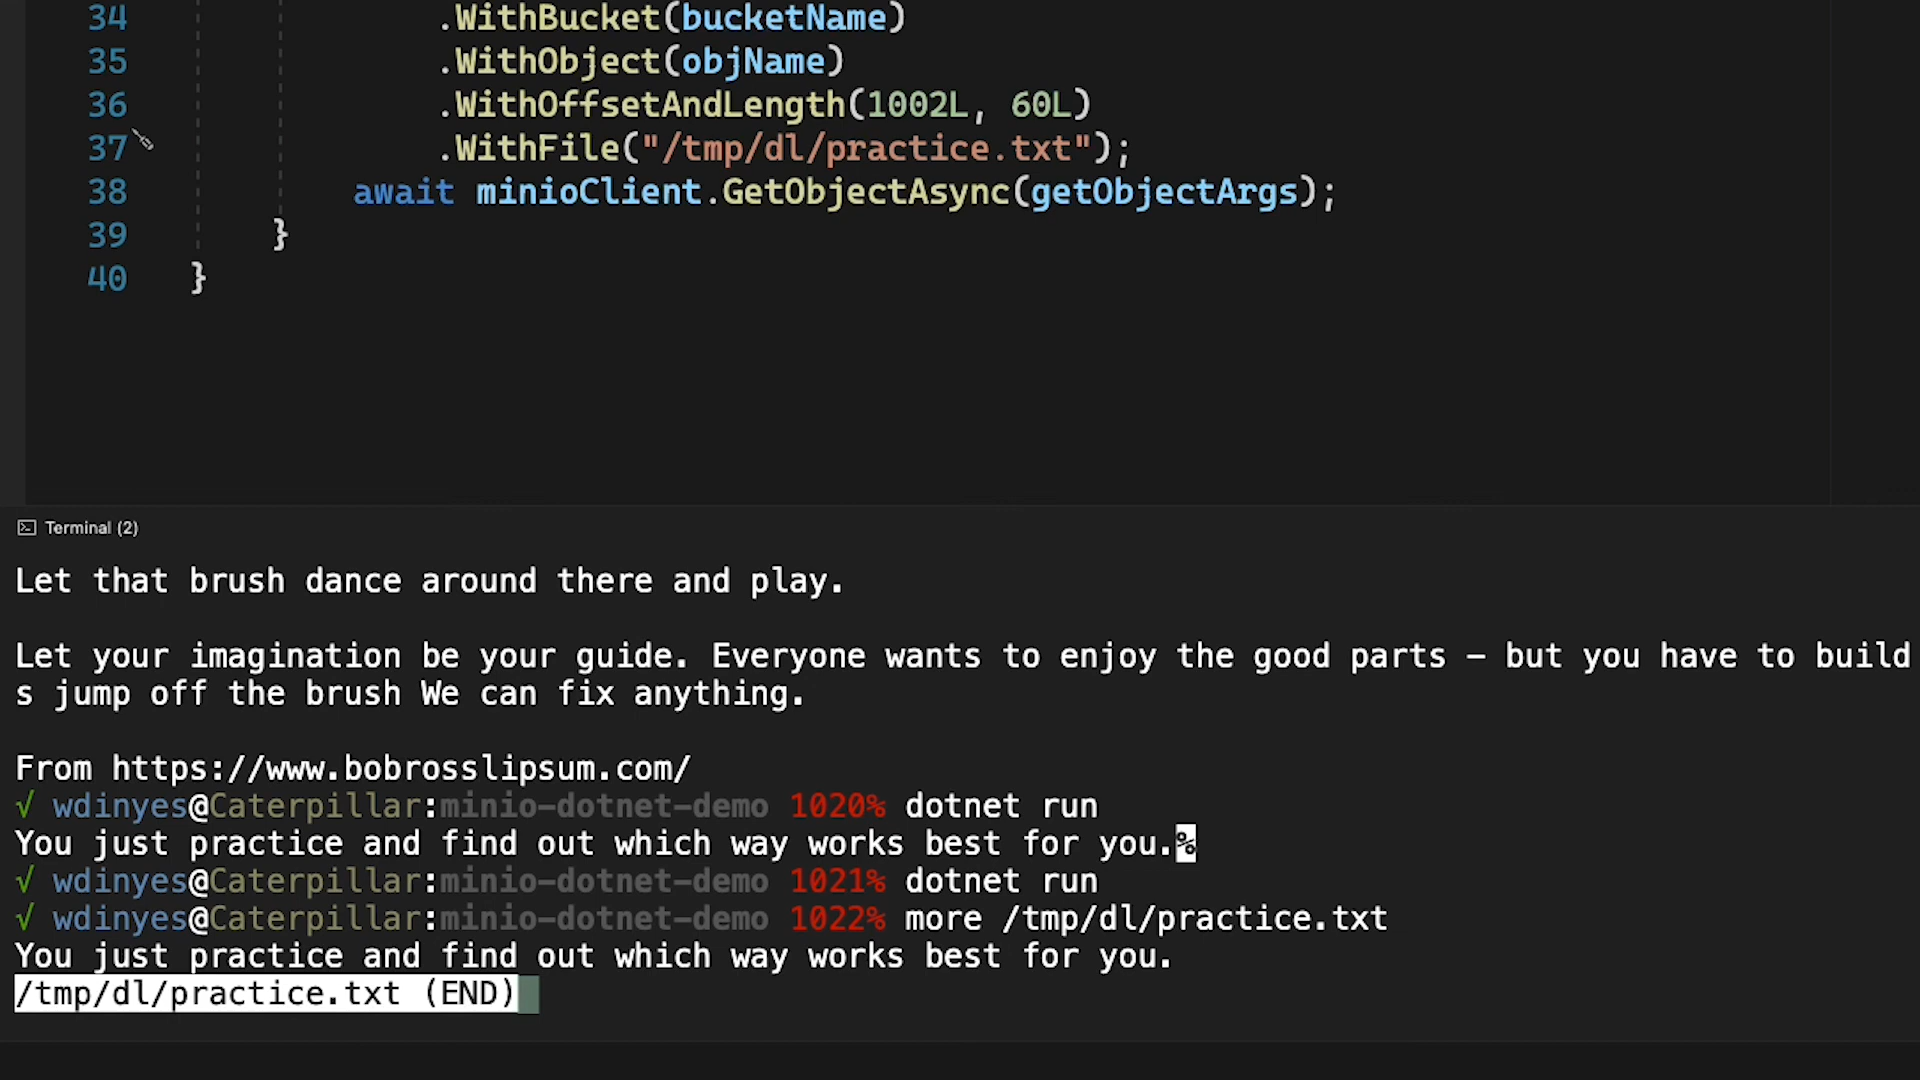 34 .WithBucket(bucketName)
35 .WithObject(objName)
36 .WithOffsetAndLength(1002L, 60L)
37 .WithFile("/tmp/dl/practice.txt");
38 await minioClient.GetObjectAsync(getObjectArgs);
39 }
40 }
Terminal (2)
Let that brush dance around there and play.
Let your imagination be your guide. Everyone wants to enjoy the good parts – but you have to build
s jump off the brush We can fix anything.
From https://www.bobrosslipsum.com/
√ wdinyes@Caterpillar:minio-dotnet-demo 1020% dotnet run
You just practice and find out which way works best for you.%
√ wdinyes@Caterpillar:minio-dotnet-demo 1021% dotnet run
√ wdinyes@Caterpillar:minio-dotnet-demo 1022% more /tmp/dl/practice.txt
You just practice and find out which way works best for you.
/tmp/dl/practice.txt (END)